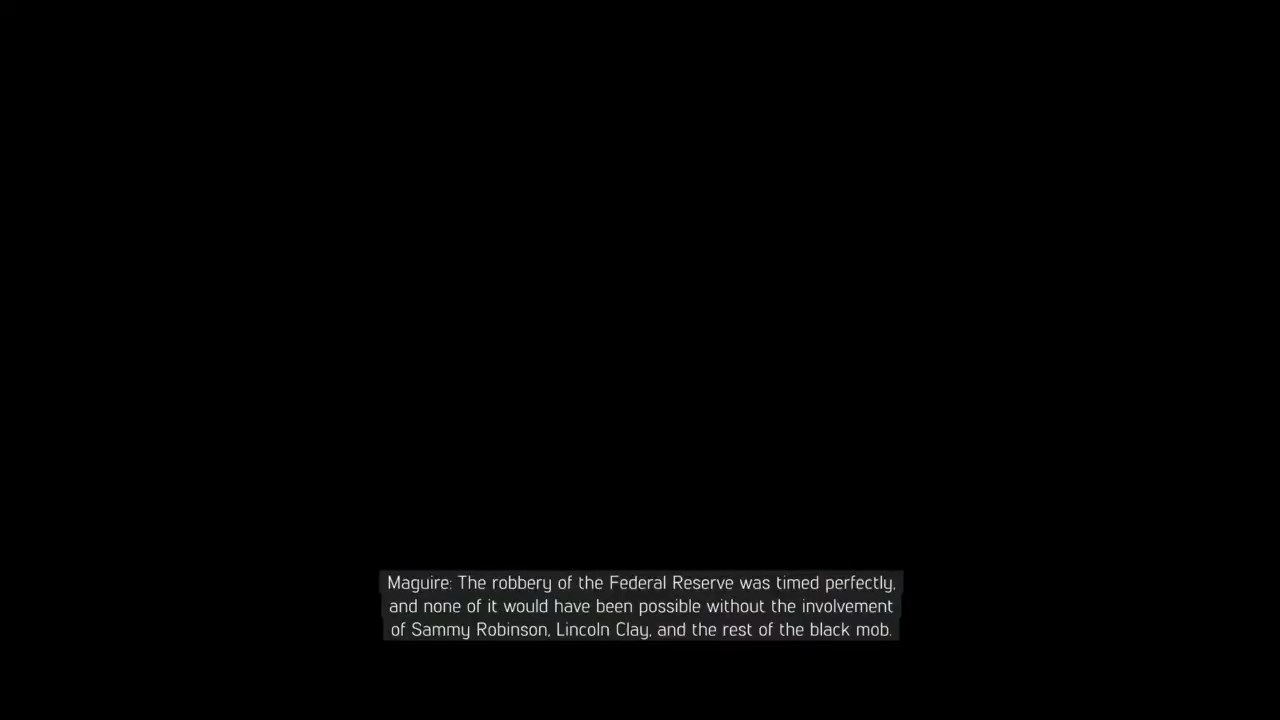 Maguire: The robbery of the Federal Reserve was timed perfectly,
and none of it would have been possible without the involvement
of Sammy Robinson, Lincoln Clay, and the rest of the black mob.